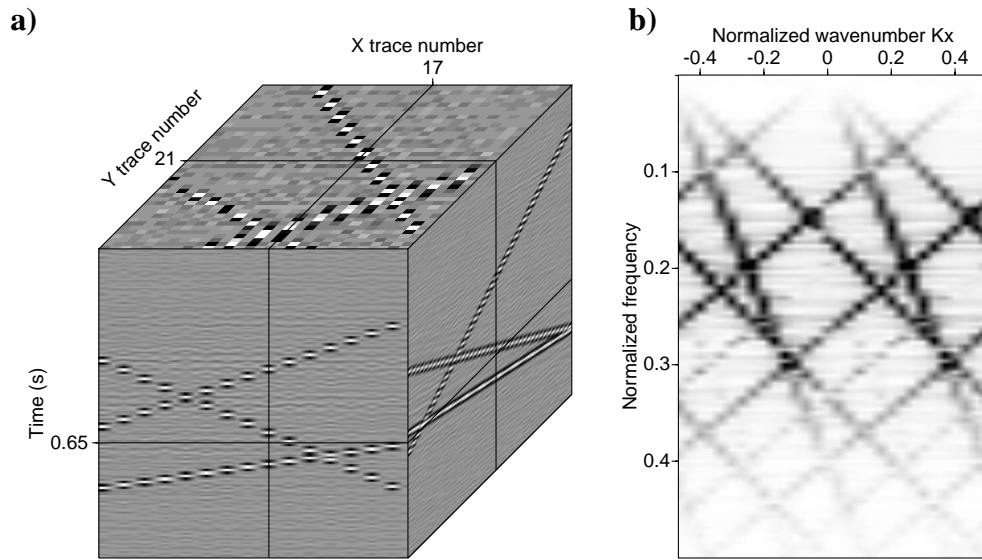 a)
X trace number
17
Y trace number
21
Time (s)
0.65
b)
Normalized wavenumber Kx
-0.4 -0.2 0 0.2 0.4
Normalized frequency
0.1
0.2
0.3
0.4